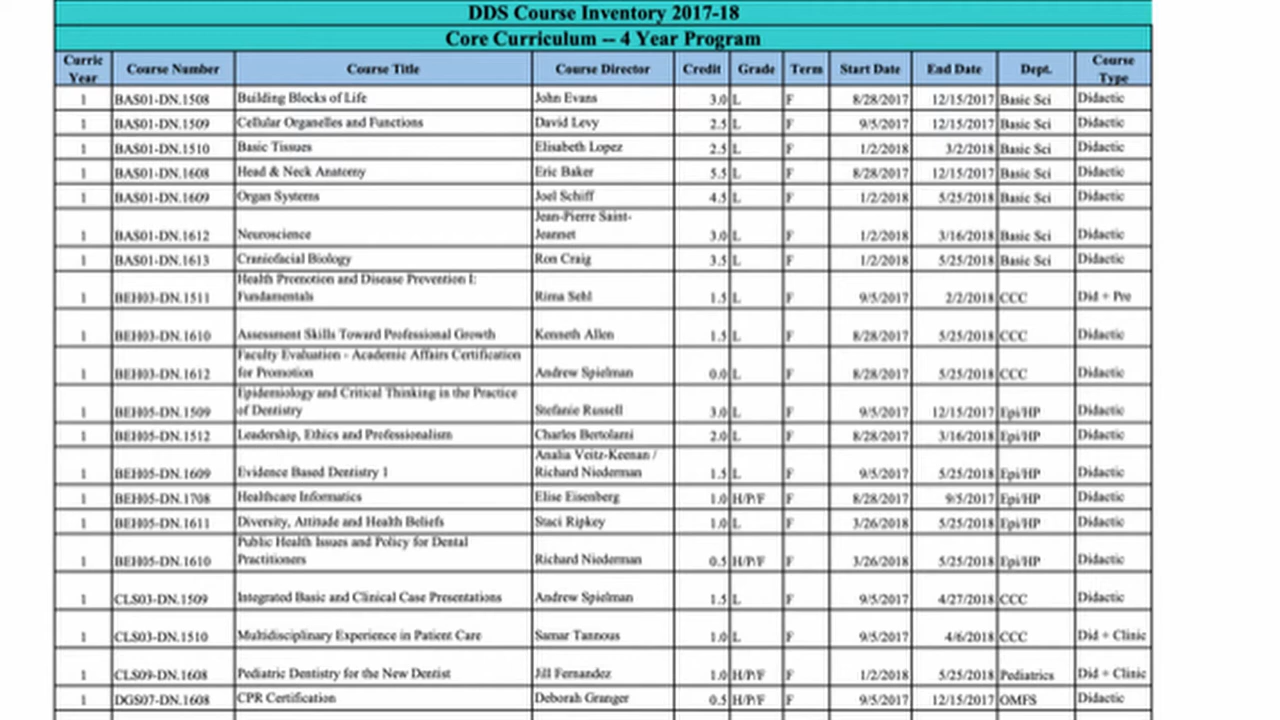 DDS Course Inventory 2017-18
Core Curriculum -- 4 Year Program
Curric Year Course Number Course Title Course Director Credit Grade Term Start Date End Date Dept. Course Type
1 BAS01-DN.1508 Building Blocks of Life John Evans 3.0 L F 8/28/2017 12/15/2017 Basic Sci Didactic
1 BAS01-DN.1509 Cellular Organelles and Functions David Levy 2.5 L F 9/5/2017 12/15/2017 Basic Sci Didactic
1 BAS01-DN.1510 Basic Tissues Elisabeth Lopez 2.5 L F 1/2/2018 3/2/2018 Basic Sci Didactic
1 BAS01-DN.1608 Head & Neck Anatomy Eric Baker 5.5 L F 8/28/2017 12/15/2017 Basic Sci Didactic
1 BAS01-DN.1609 Organ Systems Joel Schiff 4.5 L F 1/2/2018 5/25/2018 Basic Sci Didactic
1 BAS01-DN.1612 Neuroscience Jean-Pierre Saint-Jeannet 3.0 L F 1/2/2018 3/16/2018 Basic Sci Didactic
1 BAS01-DN.1613 Craniofacial Biology Ron Craig 3.5 L F 1/2/2018 5/25/2018 Basic Sci Didactic
1 BEH03-DN.1511 Health Promotion and Disease Prevention I: Fundamentals Rima Sehl 1.5 L F 9/5/2017 2/2/2018 CCC Did + Pre
1 BEH03-DN.1610 Assessment Skills Toward Professional Growth Kenneth Allen 1.5 L F 8/28/2017 5/25/2018 CCC Didactic
1 BEH03-DN.1612 Faculty Evaluation - Academic Affairs Certification for Promotion Andrew Spielman 0.0 L F 8/28/2017 5/25/2018 CCC Didactic
1 BEH05-DN.1509 Epidemiology and Critical Thinking in the Practice of Dentistry Stefanie Russell 3.0 L F 9/5/2017 12/15/2017 Epi/HP Didactic
1 BEH05-DN.1512 Leadership, Ethics and Professionalism Charles Bertolami 2.0 L F 8/28/2017 3/16/2018 Epi/HP Didactic
1 BEH05-DN.1609 Evidence Based Dentistry 1 Analia Veitz-Keenan / Richard Niederman 1.5 L F 9/5/2017 5/25/2018 Epi/HP Didactic
1 BEH05-DN.1708 Healthcare Informatics Elise Eisenberg 1.0 H/P/F F 8/28/2017 9/5/2017 Epi/HP Didactic
1 BEH05-DN.1611 Diversity, Attitude and Health Beliefs Staci Ripkey 1.0 L F 3/26/2018 5/25/2018 Epi/HP Didactic
1 BEH05-DN.1610 Public Health Issues and Policy for Dental Practitioners Richard Niederman 0.5 H/P/F F 3/26/2018 5/25/2018 Epi/HP Didactic
1 CLS03-DN.1509 Integrated Basic and Clinical Case Presentations Andrew Spielman 1.5 L F 9/5/2017 4/27/2018 CCC Didactic
1 CLS03-DN.1510 Multidisciplinary Experience in Patient Care Samar Tannous 1.0 L F 9/5/2017 4/6/2018 CCC Did + Clinic
1 CLS09-DN.1608 Pediatric Dentistry for the New Dentist Jill Fernandez 1.0 H/P/F F 1/2/2018 5/25/2018 Pediatrics Did + Clinic
1 DGS07-DN.1608 CPR Certification Deborah Granger 0.5 H/P/F F 9/5/2017 12/15/2017 OMFS Didactic